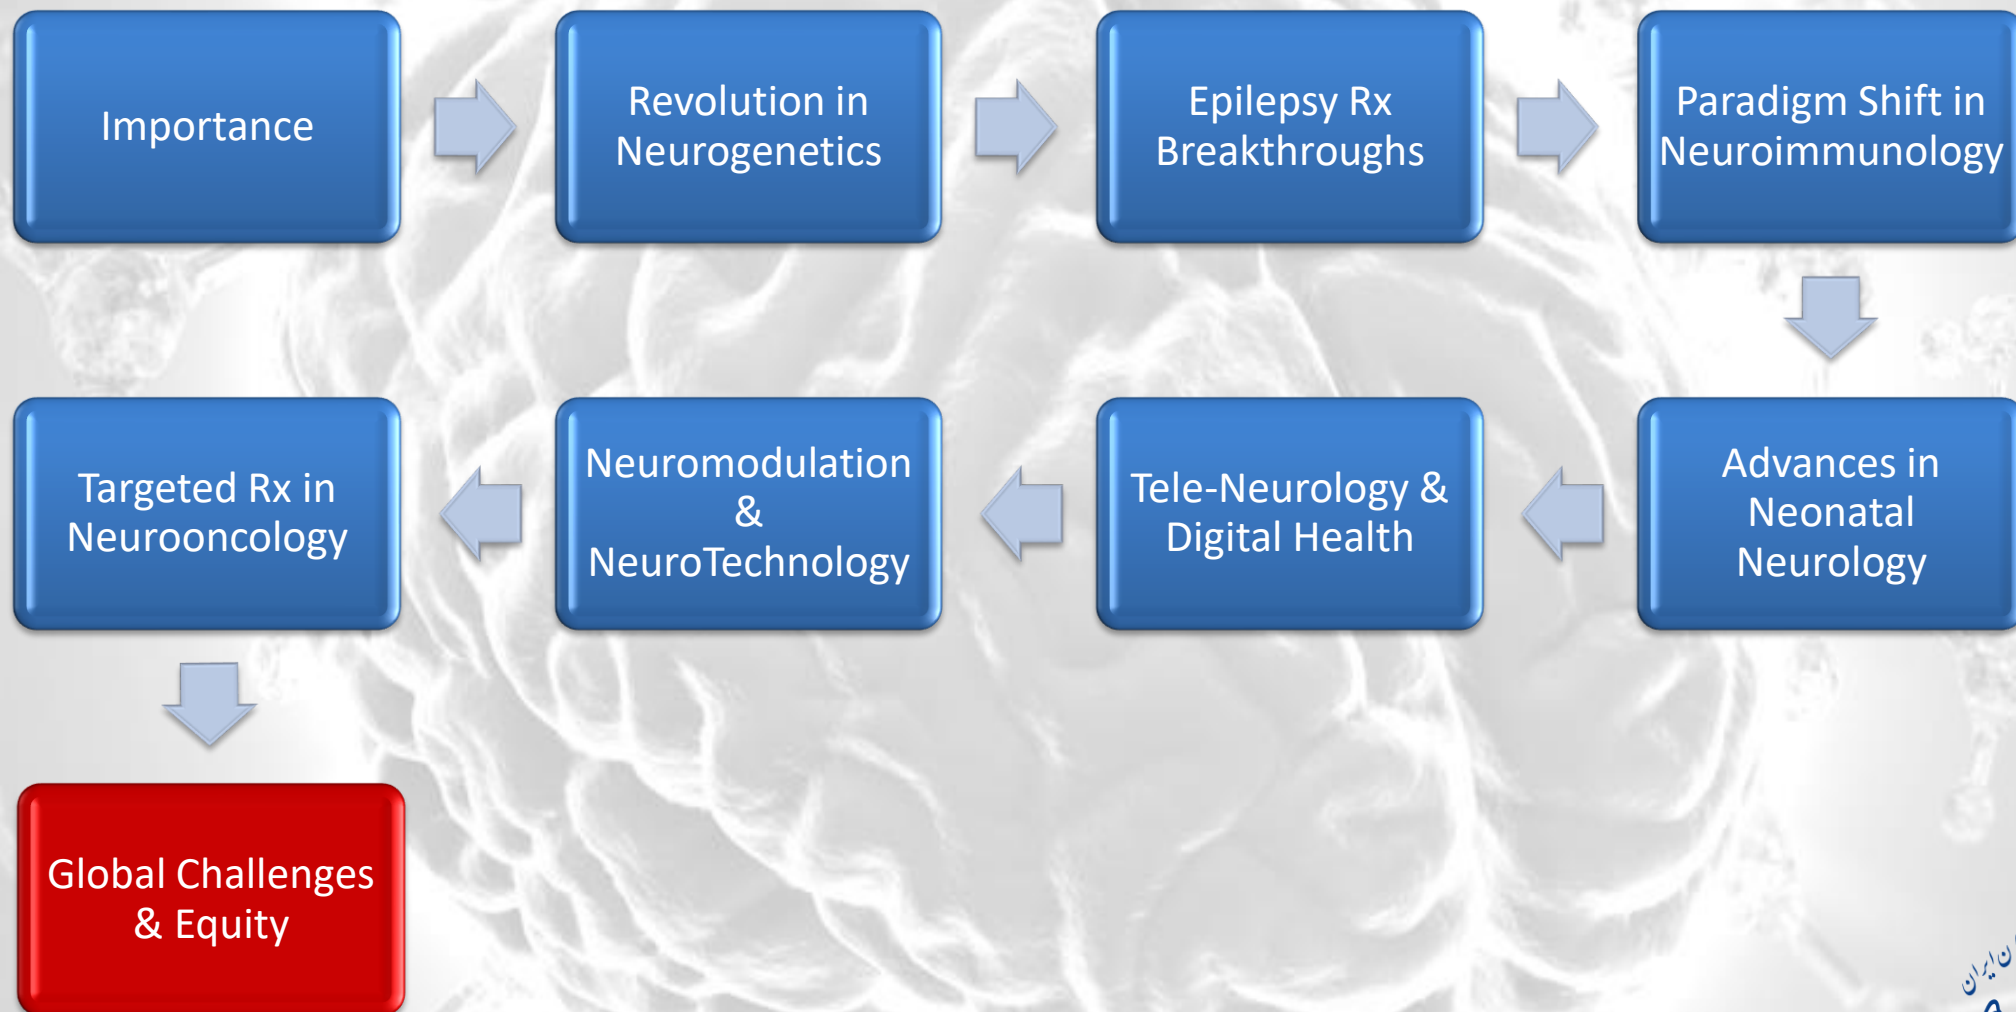 Importance
Revolution in
Neurogenetics
Epilepsy Rx
Breakthroughs
Paradigm Shift in
Neuroimmunology
Advances in
Neonatal
Neurology
Tele-Neurology &
Digital Health
Neuromodulation
&
NeuroTechnology
Targeted Rx in
Neurooncology
Global Challenges
& Equity
ایران